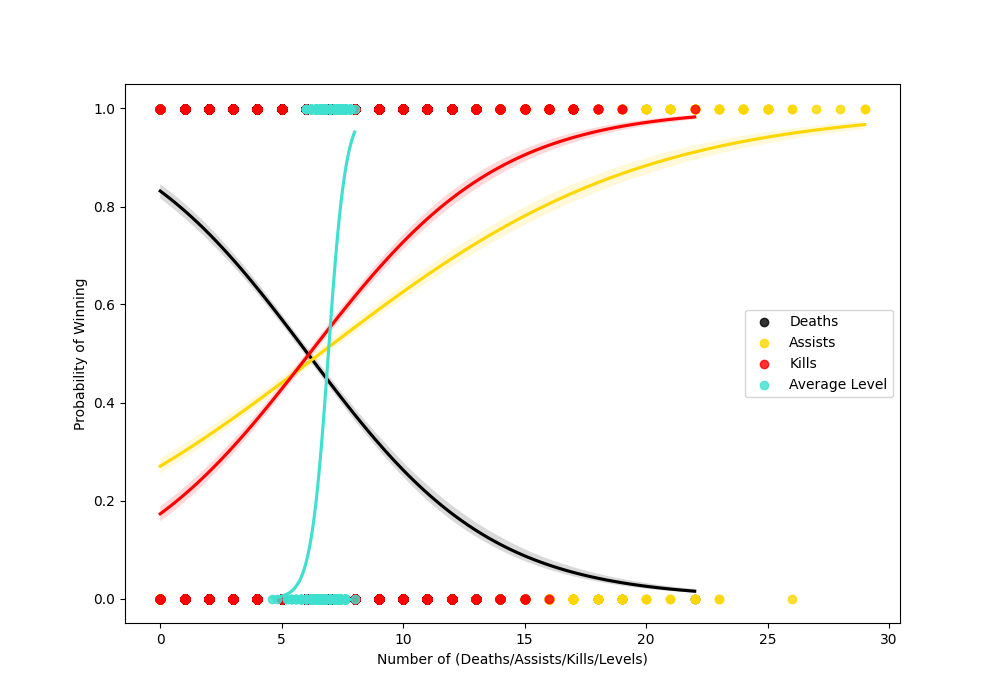 1.0
0.8
0.6
0.4
0.2
0.0
Probability of Winning
Deaths
Assists
Kills
Average Level
0 5 10 15 20 25 30
Number of (Deaths/Assists/Kills/Levels)